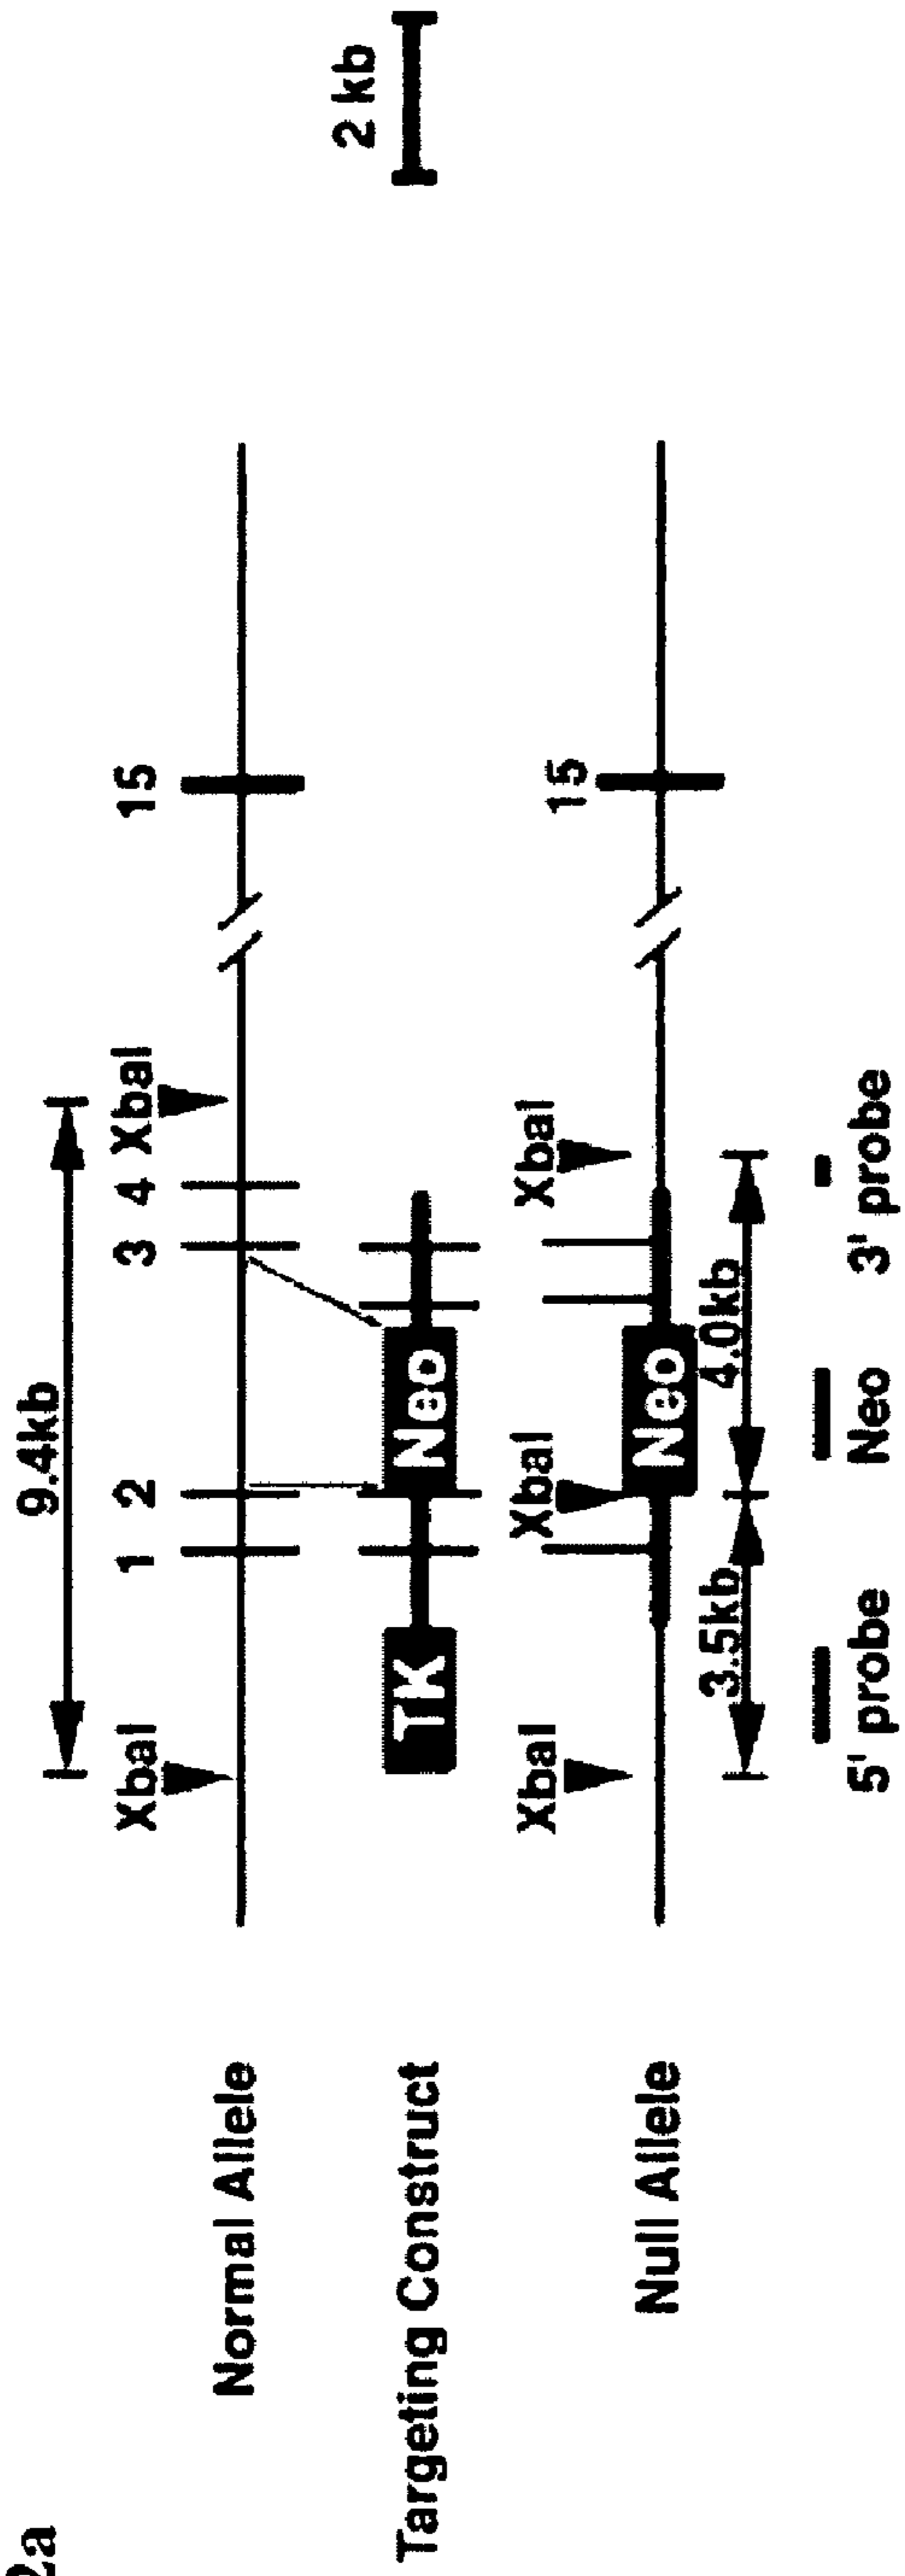 2a
9.4kb
2 kb
Normal Allele
XbaI
1
2
3
4
XbaI
15
Targeting Construct
TK
Neo
Null Allele
XbaI
XbaI
Neo
XbaI
15
3.5kb
4.0kb
5' probe
Neo
3' probe